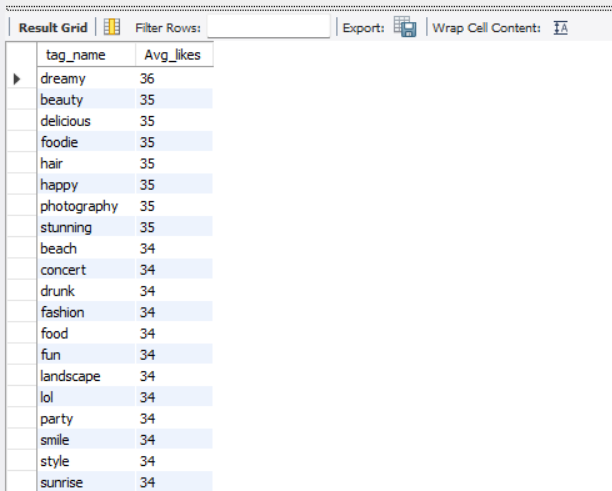 Result Grid Filter Rows: Export: Wrap Cell Content:
tag_name Avg_likes
dreamy 36
beauty 35
delicious 35
foodie 35
hair 35
happy 35
photography 35
stunning 35
beach 34
concert 34
drunk 34
fashion 34
food 34
fun 34
landscape 34
lol 34
party 34
smile 34
style 34
sunrise 34